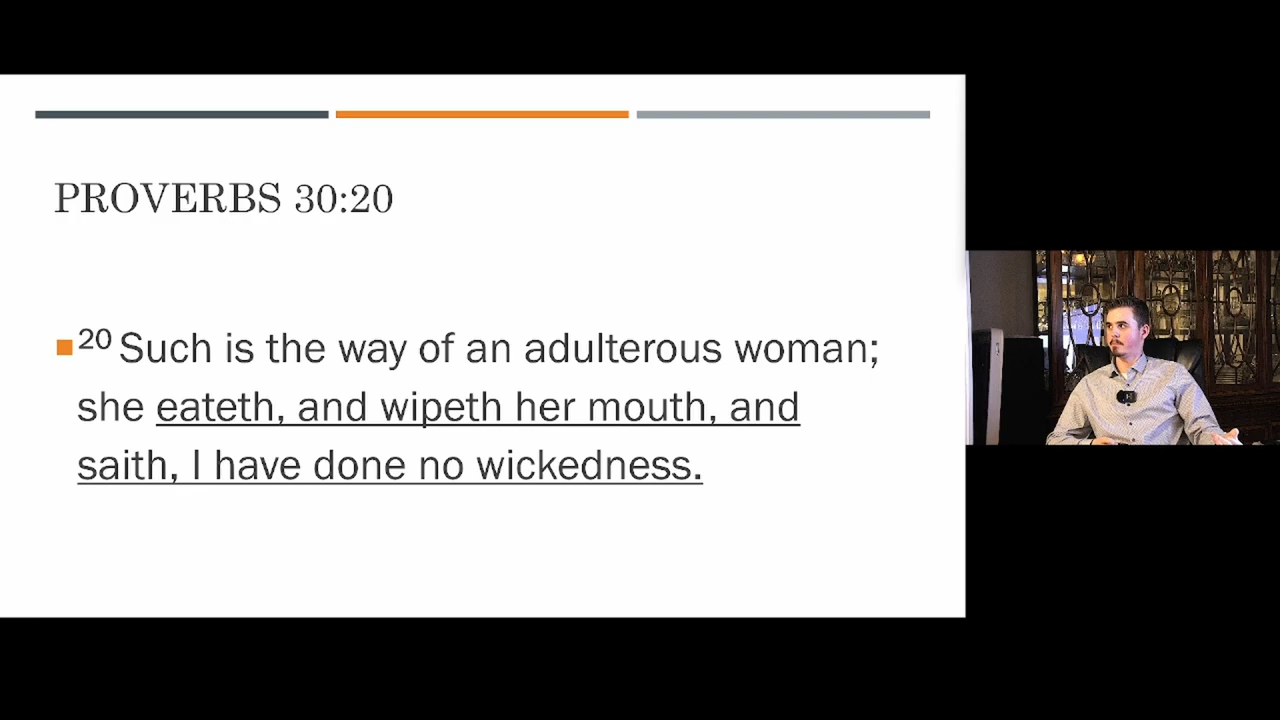 PROVERBS 30:20
20 Such is the way of an adulterous woman;
she eateth, and wipeth her mouth, and
saith, I have done no wickedness.